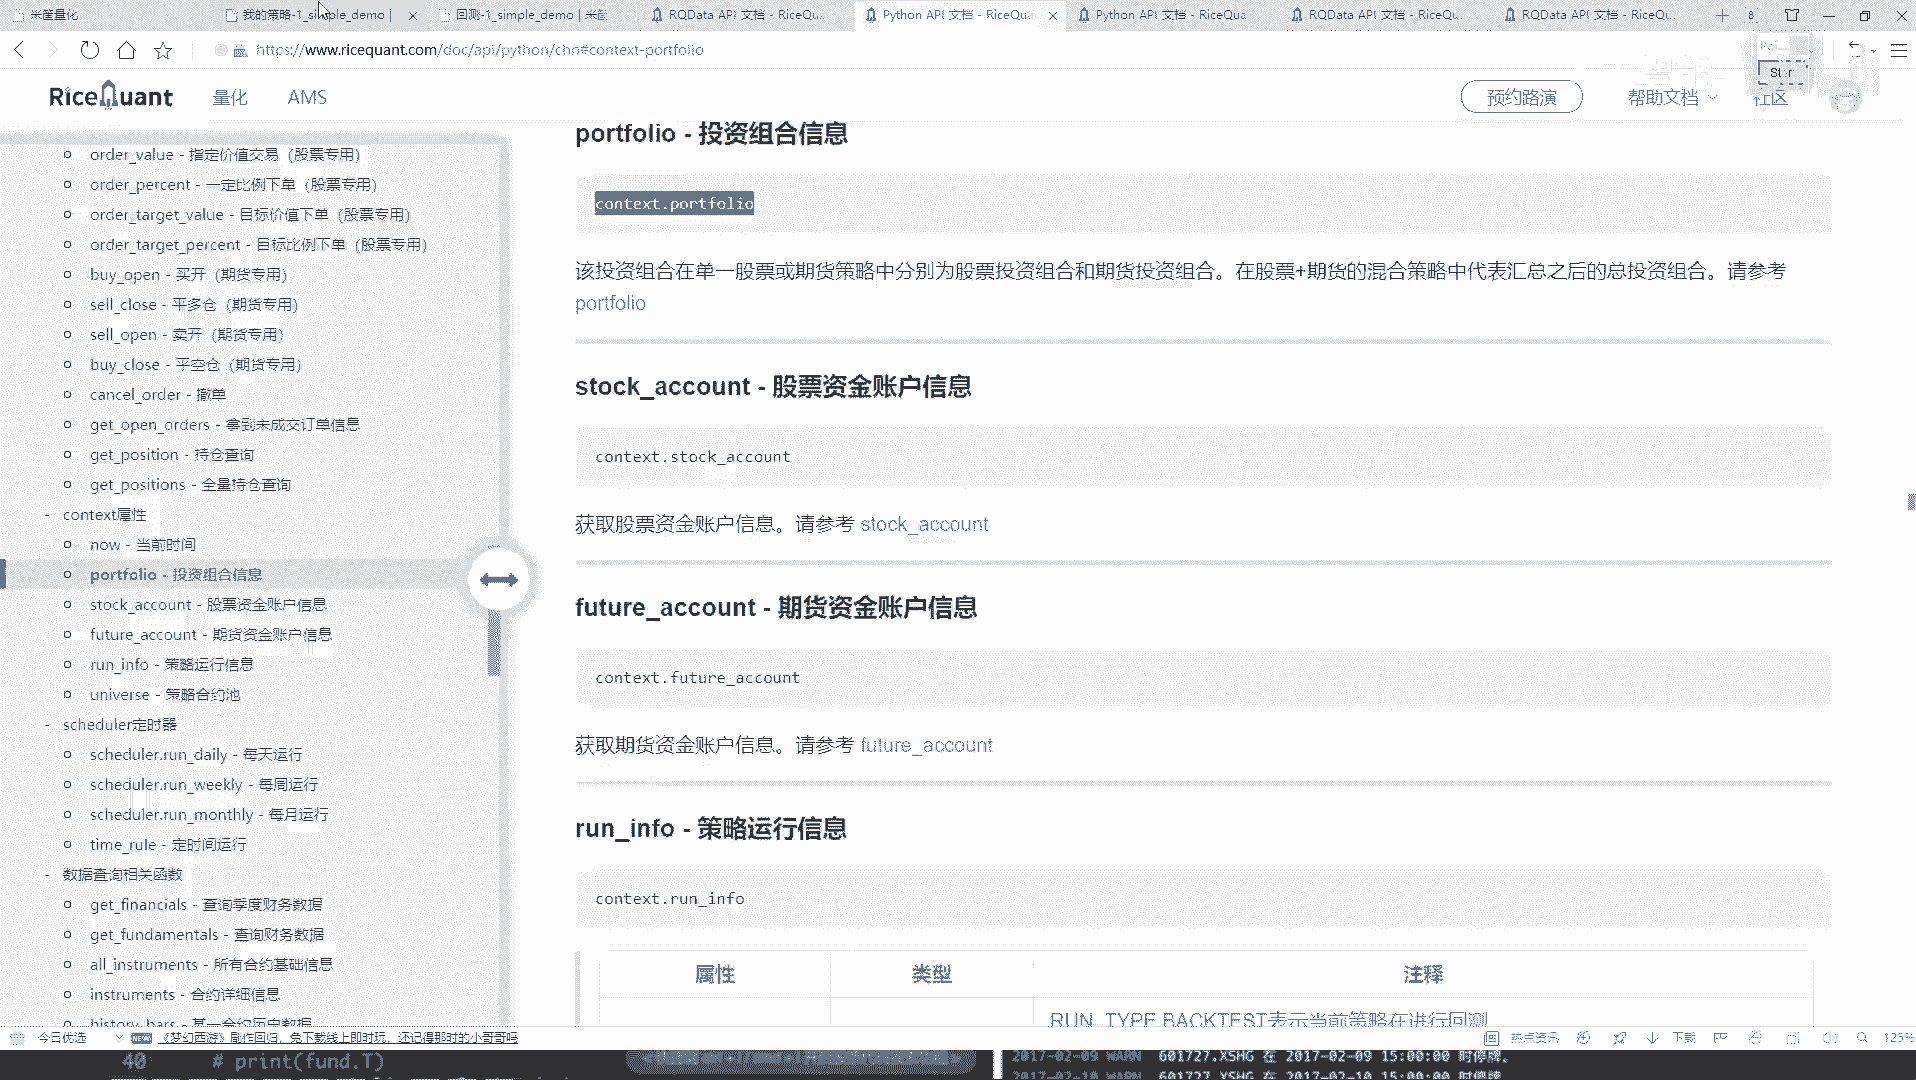 米筐量化
我的策略-1_simple_demo |
回测-1_simple_demo | 米筐
RQData API 文档 - RiceQu
Python API 文档 - RiceQua
Python API 文档 - RiceQua
RQData API 文档 - RiceQu
RQData API 文档 - RiceQu
8
https://www.ricequant.com/doc/api/python/chn#context-portfolio
RiceQuant
量化
AMS
预约路演
帮助文档
社区
order_value - 指定价值交易（股票专用）
order_percent - 一定比例下单（股票专用）
order_target_value - 目标价值下单（股票专用）
order_target_percent - 目标比例下单（股票专用）
buy_open - 买开（期货专用）
sell_close - 平多仓（期货专用）
sell_open - 卖开（期货专用）
buy_close - 平空仓（期货专用）
cancel_order - 撤单
get_open_orders - 拿到未成交订单信息
get_position - 持仓查询
get_positions - 全量持仓查询
- context属性
now - 当前时间
portfolio - 投资组合信息
stock_account - 股票资金账户信息
future_account - 期货资金账户信息
run_info - 策略运行信息
universe - 策略合约池
- scheduler定时器
scheduler.run_daily - 每天运行
scheduler.run_weekly - 每周运行
scheduler.run_monthly - 每月运行
time_rule - 定时间运行
- 数据查询相关函数
get_financials - 查询季度财务数据
get_fundamentals - 查询财务数据
all_instruments - 所有合约基础信息
instruments - 合约详细信息
history_bars - 某一合约历史数据
portfolio - 投资组合信息
context.portfolio
该投资组合在单一股票或期货策略中分别为股票投资组合和期货投资组合。在股票+期货的混合策略中代表汇总之后的总投资组合。请参考
portfolio
stock_account - 股票资金账户信息
context.stock_account
获取股票资金账户信息。请参考 stock_account
future_account - 期货资金账户信息
context.future_account
获取期货资金账户信息。请参考 future_account
run_info - 策略运行信息
context.run_info
属性
类型
注释
RUN_TYPE.BACKTEST表示当前策略在进行回测
今日优选
NEW
《梦幻西游》剧作回归，免下载线上即时玩，还记得那时的小哥哥吗
热点资讯
下载
125%
40 # print(fund.T)
2017-02-09 WARN 601727.XSHG 在 2017-02-09 15:00:00 时停牌。
2017-02-10 WARN 601727.XSHG 在 2017-02-10 15:00:00 时停牌。